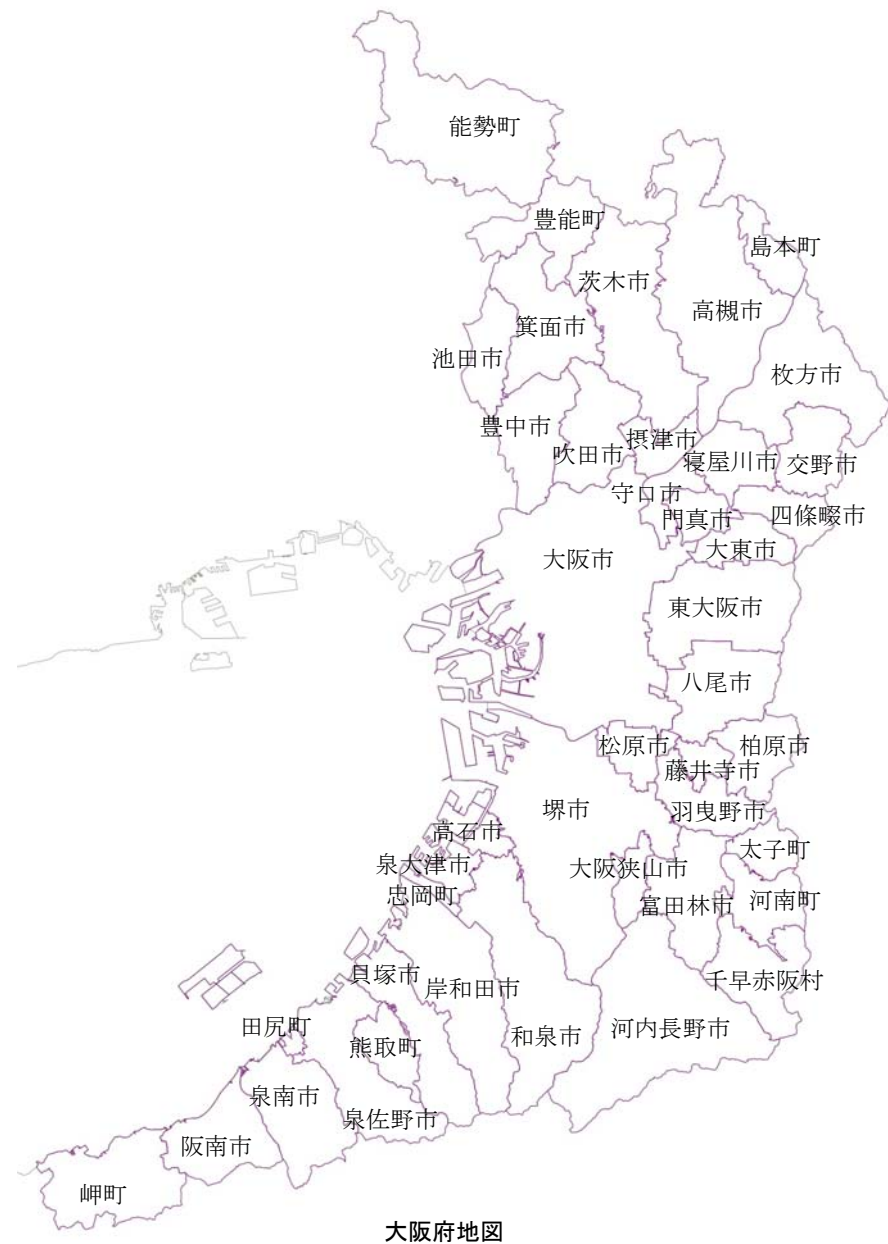 能勢町
豊能町
島本町
茨木市
高槻市
箕面市
池田市
枚方市
豊中市
摂津市
吹田市
寝屋川市
交野市
守口市
門真市
四條畷市
大阪市
大東市
東大阪市
八尾市
松原市
柏原市
藤井寺市
堺市
羽曳野市
高石市
太子町
泉大津市
大阪狭山市
忠岡町
富田林市
河南町
貝塚市
岸和田市
千早赤阪村
田尻町
熊取町
和泉市
河内長野市
泉南市
泉佐野市
阪南市
岬町
大阪府地図